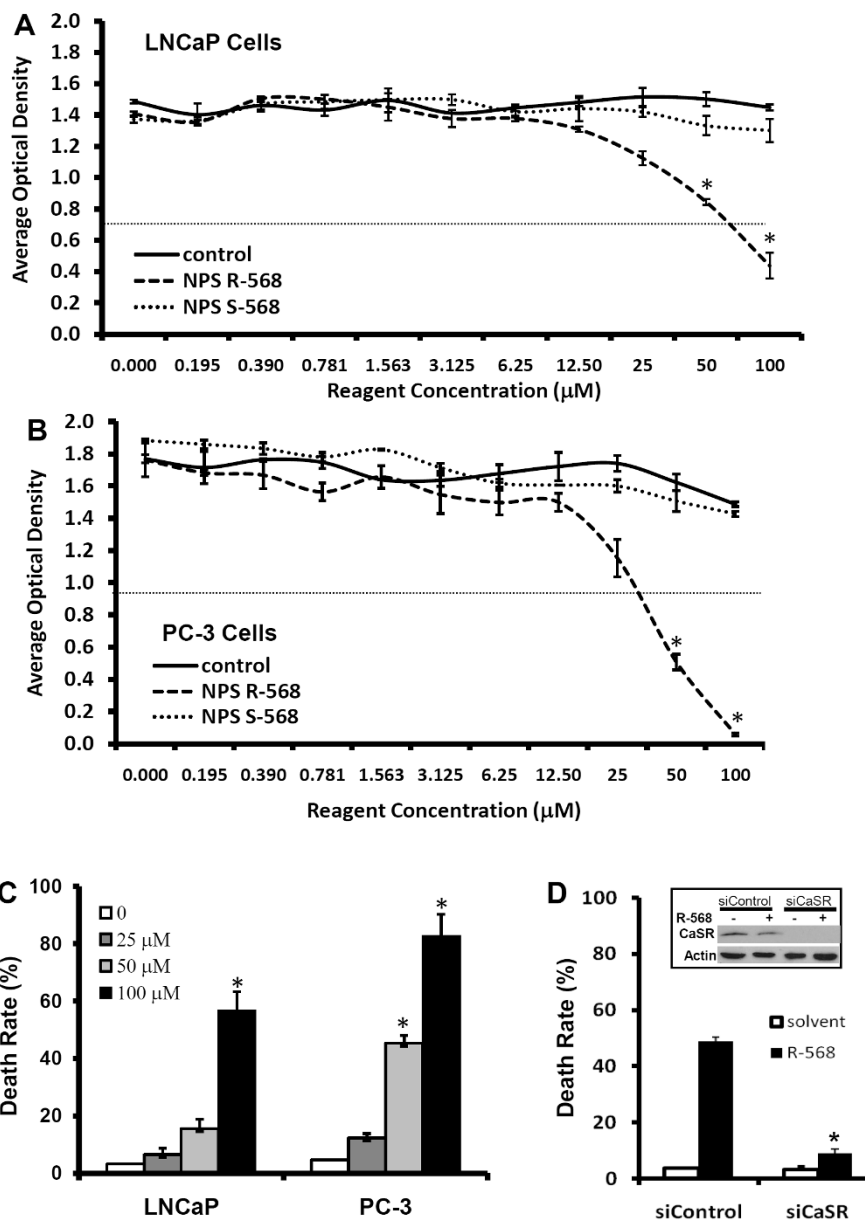 A
LNCaP Cells
Average Optical Density
2.0
1.8
1.6
1.4
1.2
1.0
0.8
0.6
0.4
0.2
0.0
*
*
control
NPS R-568
NPS S-568
0.000 0.195 0.390 0.781 1.563 3.125 6.25 12.50 25 50 100
Reagent Concentration (μM)
B
Average Optical Density
2.0
1.8
1.6
1.4
1.2
1.0
0.8
0.6
0.4
0.2
0.0
PC-3 Cells
control
NPS R-568
NPS S-568
*
*
0.000 0.195 0.390 0.781 1.563 3.125 6.25 12.50 25 50 100
Reagent Concentration (μM)
C
Death Rate (%)
100
80
60
40
20
0
0
25 μM
50 μM
100 μM
*
*
*
LNCaP PC-3
D
Death Rate (%)
100
80
60
40
20
0
siControl siCaSR
R-568 - + - +
CaSR
Actin
solvent
R-568
*
siControl siCaSR